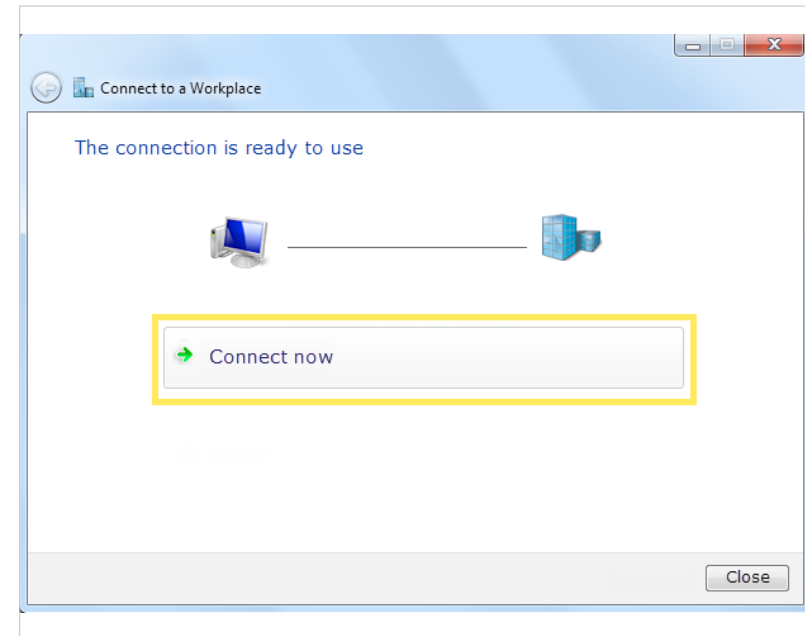 Connect to a Workplace
The connection is ready to use
Connect now
Close